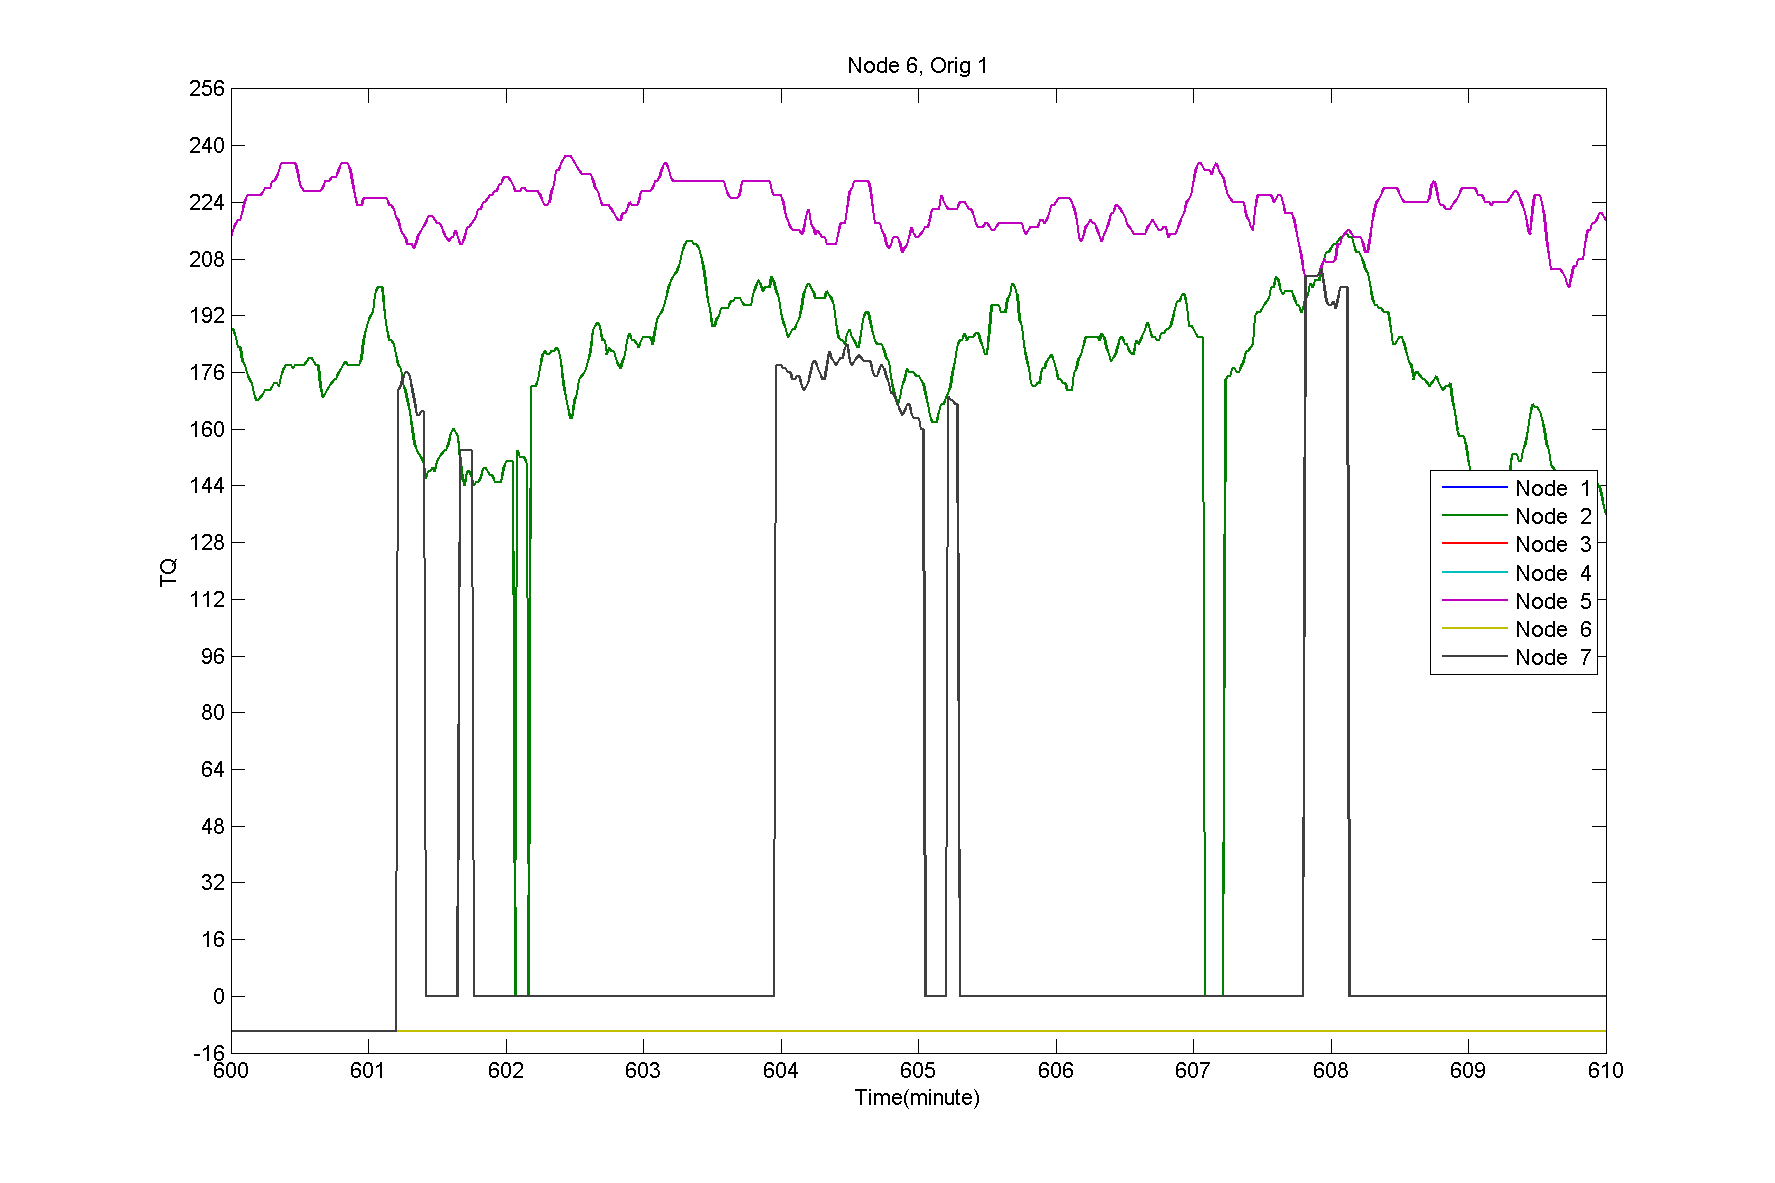 Node 6, Orig 1
256
240
224
208
192
176
160
144
128
112
96
80
64
48
32
16
0
-16
TQ
Node 1
Node 2
Node 3
Node 4
Node 5
Node 6
Node 7
600 601 602 603 604 605 606 607 608 609 610
Time(minute)